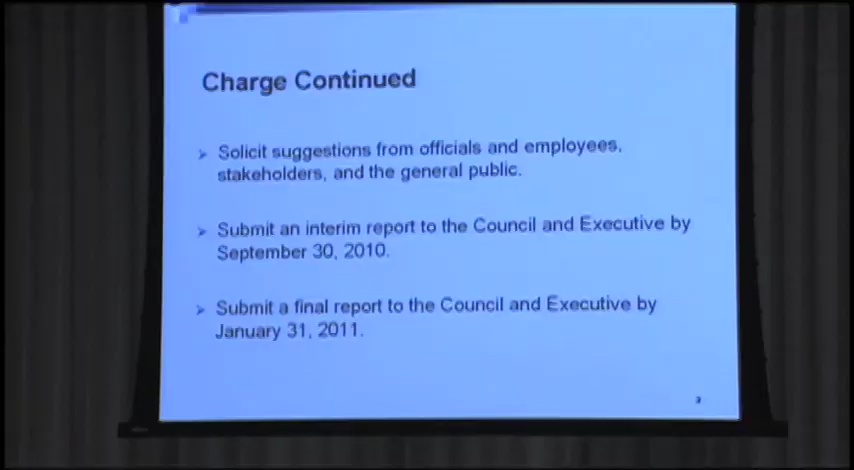 Charge Continued
Solicit suggestions from officials and employees,
stakeholders, and the general public.
Submit an interim report to the Council and Executive by
September 30, 2010.
Submit a final report to the Council and Executive by
January 31, 2011.